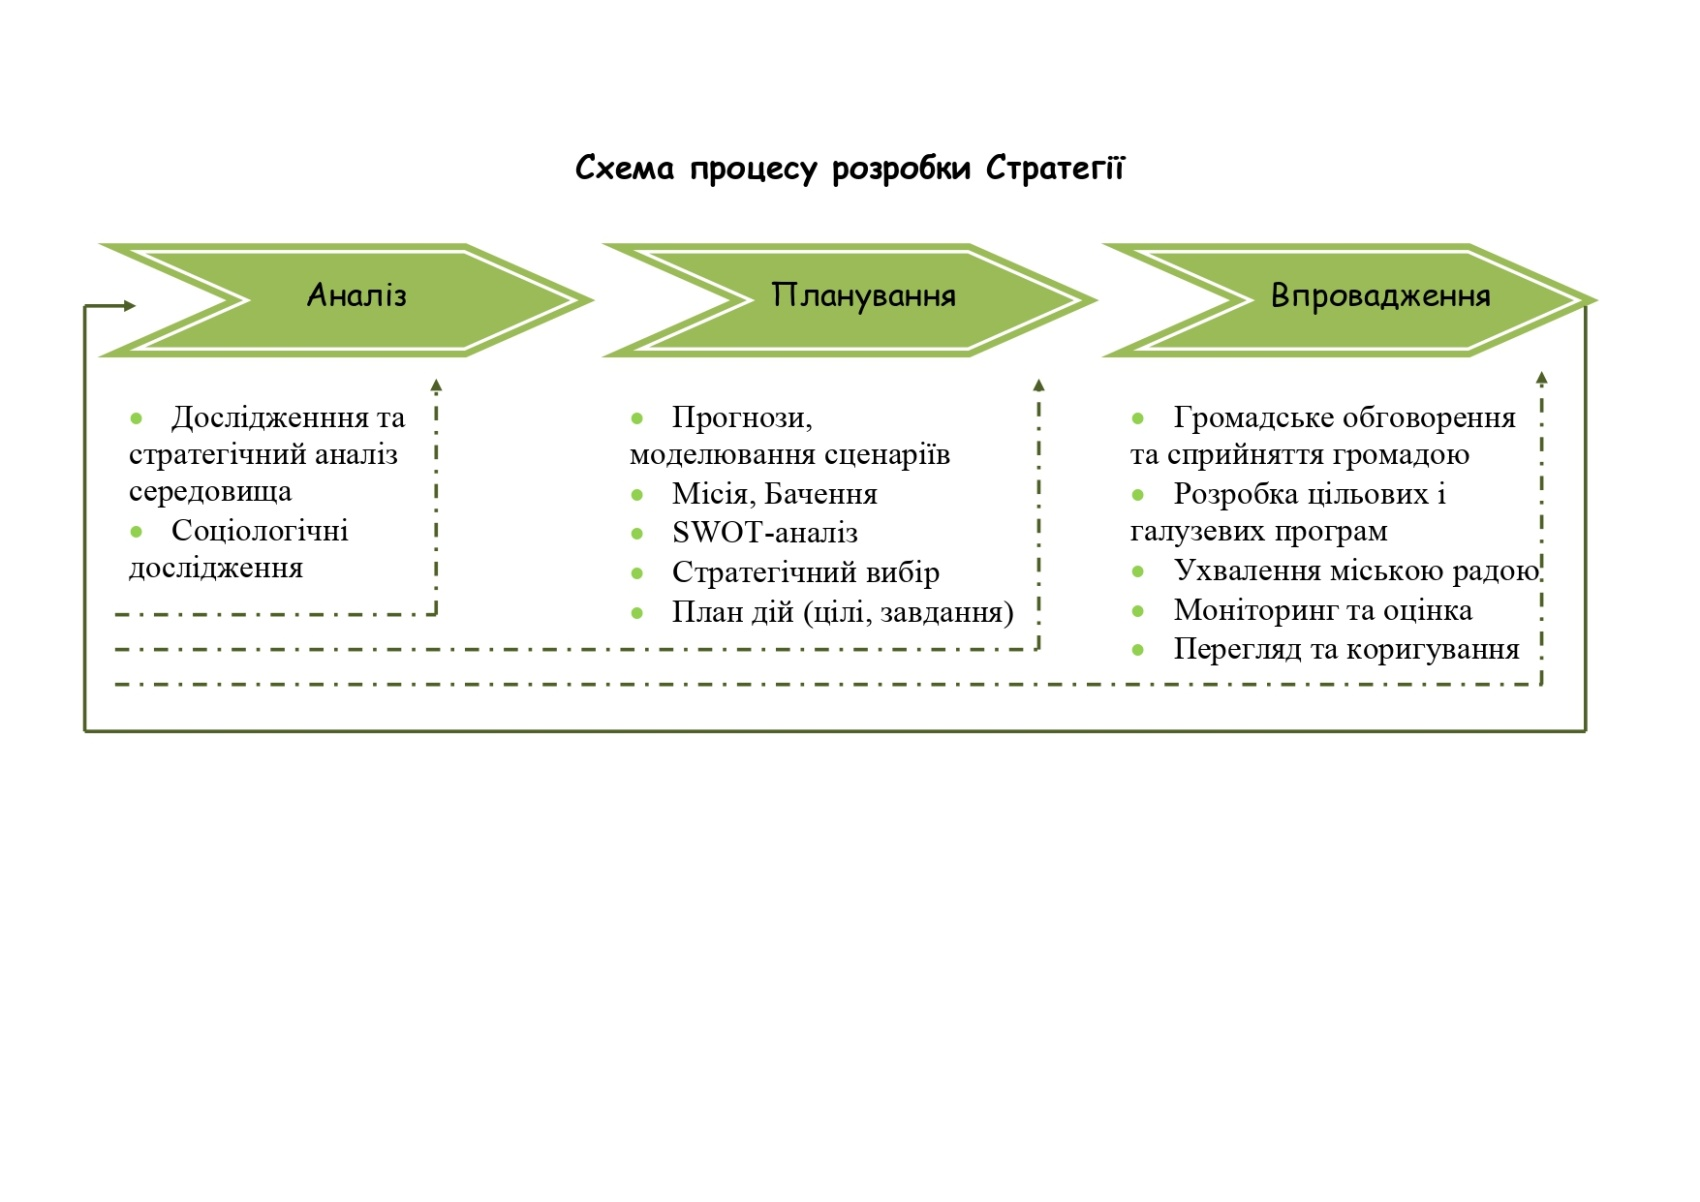 Схема процесу розробки Стратегії
Аналіз
Планування
Впровадження
● Дослідженння та
стратегічний аналіз
середовища
● Соціологічні
дослідження
● Прогнози,
моделювання сценаріїв
● Місія, Бачення
● SWOT-аналіз
● Стратегічний вибір
● План дій (цілі, завдання)
● Громадське обговорення
та сприйняття громадою
● Розробка цільових і
галузевих програм
● Ухвалення міською радою
● Моніторинг та оцінка
● Перегляд та коригування